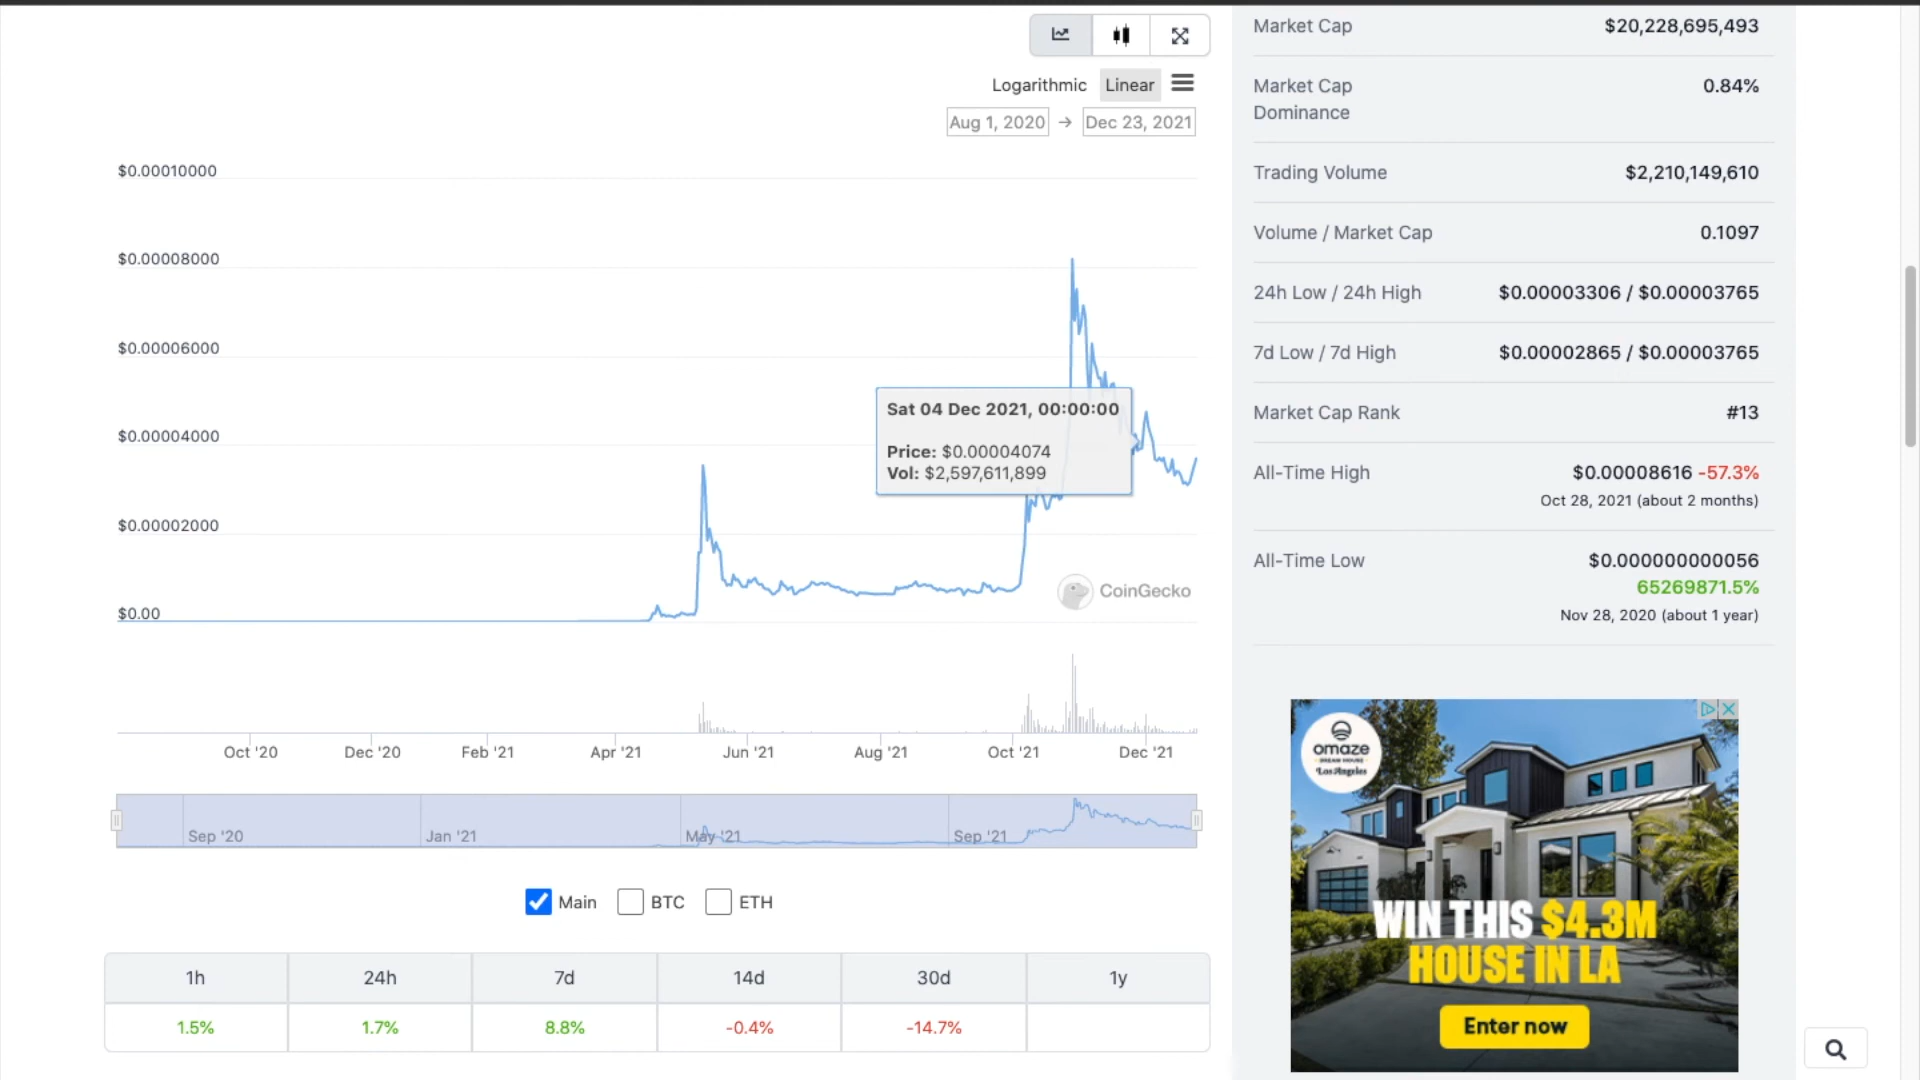 Logarithmic Linear
Aug 1, 2020 → Dec 23, 2021
$0.00010000
$0.00008000
$0.00006000
$0.00004000
$0.00002000
$0.00
Sat 04 Dec 2021, 00:00:00
Price: $0.00004074
Vol: $2,597,611,899
CoinGecko
Oct '20 Dec '20 Feb '21 Apr '21 Jun '21 Aug '21 Oct '21 Dec '21
Sep '20 Jan '21 May '21 Sep '21
Main BTC ETH
1h 24h 7d 14d 30d 1y
1.5% 1.7% 8.8% -0.4% -14.7%
Market Cap $20,228,695,493
Market Cap
Dominance 0.84%
Trading Volume $2,210,149,610
Volume / Market Cap 0.1097
24h Low / 24h High $0.00003306 / $0.00003765
7d Low / 7d High $0.00002865 / $0.00003765
Market Cap Rank #13
All-Time High $0.00008616 -57.3%
Oct 28, 2021 (about 2 months)
All-Time Low $0.000000000056
65269871.5%
Nov 28, 2020 (about 1 year)
omaze
DREAM HOUSE
Los Angeles
WIN THIS $4.3M
HOUSE IN LA
Enter now